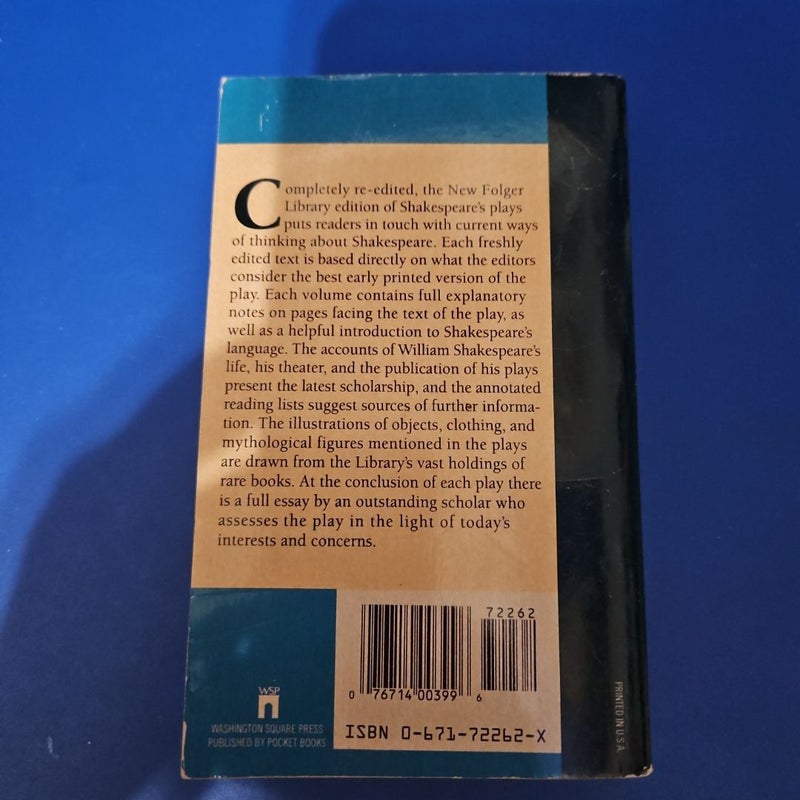 Completely re-edited, the New Folger
Library edition of Shakespeare's plays
puts readers in touch with current ways
of thinking about Shakespeare. Each freshly
edited text is based directly on what the editors
consider the best early printed version of the
play. Each volume contains full explanatory
notes on pages facing the text of the play, as
well as a helpful introduction to Shakespeare's
language. The accounts of William Shakespeare's
life, his theater, and the publication of his plays
present the latest scholarship, and the annotated
reading lists suggest sources of further informa-
tion. The illustrations of objects, clothing, and
mythological figures mentioned in the plays
are drawn from the Library's vast holdings of
rare books. At the conclusion of each play there
is a full essay by an outstanding scholar who
assesses the play in the light of today's
interests and concerns.
72262
0 76714 00399 6
ISBN 0-671-72262-X
WSP
WASHINGTON SQUARE PRESS
PUBLISHED BY POCKET BOOKS
PRINTED IN U.S.A.